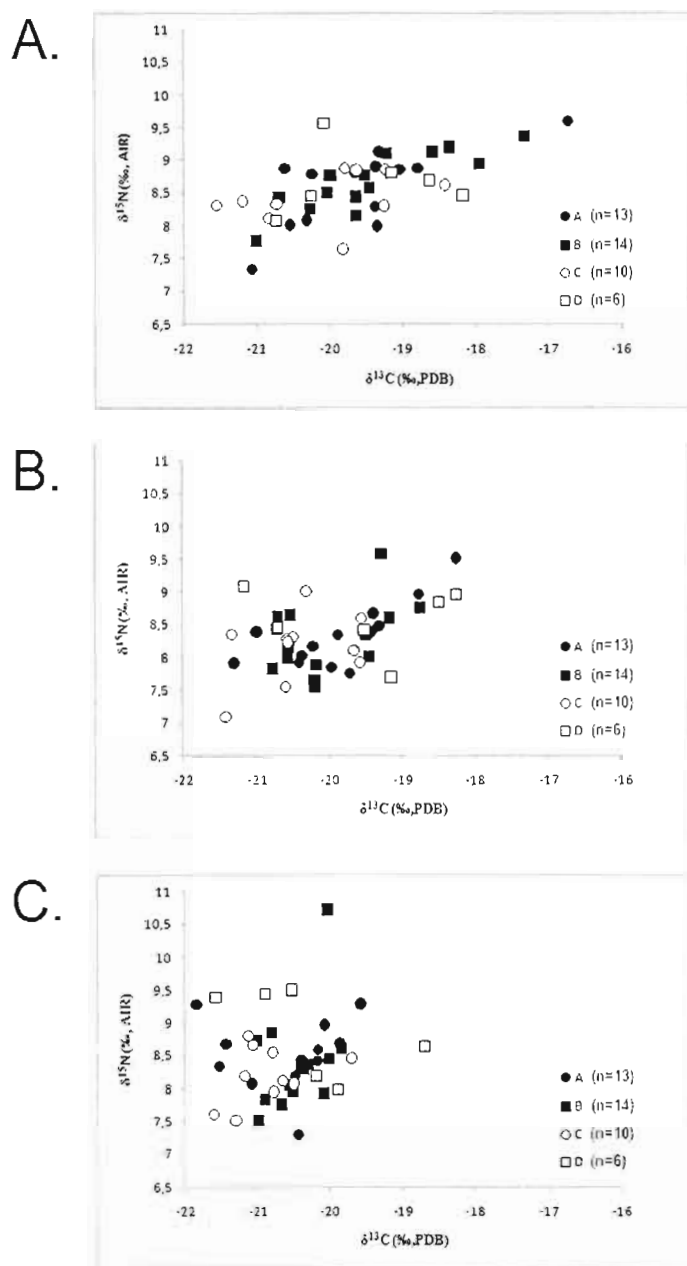 A.
11
10,5
10
9,5
9
8,5
8
7,5
7
6,5
δ¹⁵N (‰, AIR)
● A (n=13)
■ B (n=14)
○ C (n=10)
□ D (n=6)
-22 -21 -20 -19 -18 -17 -16
δ¹³C (‰,PDB)
B.
11
10,5
10
9,5
9
8,5
8
7,5
7
6,5
δ¹⁵N (‰, AIR)
● A (n=13)
■ B (n=14)
○ C (n=10)
□ D (n=6)
-22 -21 -20 -19 -18 -17 -16
δ¹³C (‰,PDB)
C.
11
10,5
10
9,5
9
8,5
8
7,5
7
6,5
δ¹⁵N (‰, AIR)
● A (n=13)
■ B (n=14)
○ C (n=10)
□ D (n=6)
-22 -21 -20 -19 -18 -17 -16
δ¹³C (‰,PDB)